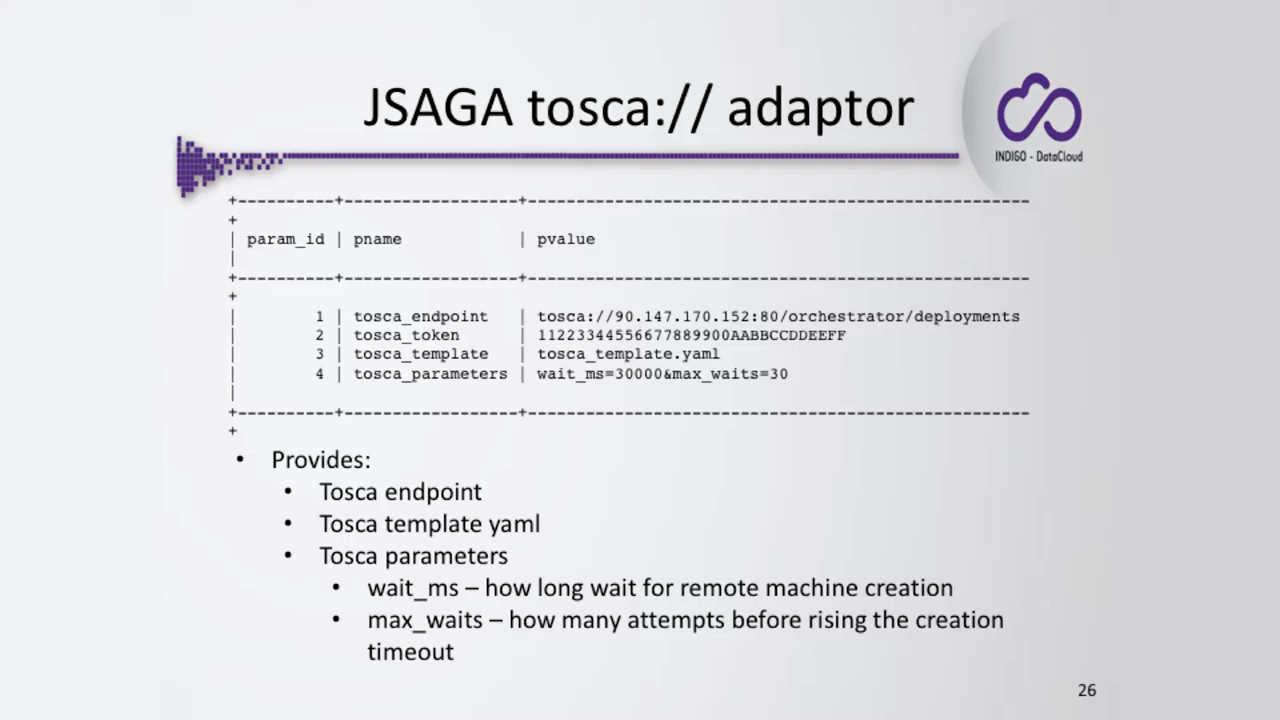 JSAGA tosca:// adaptor
INDIGO - DataCloud
+----------+------------------+----------------------------------------------------
+
| param_id | pname            | pvalue
|
+----------+------------------+----------------------------------------------------
+
|        1 | tosca_endpoint   | tosca://90.147.170.152:80/orchestrator/deployments
|        2 | tosca_token      | 11223344556677889900AABBCCDDEEFF
|        3 | tosca_template   | tosca_template.yaml
|        4 | tosca_parameters | wait_ms=30000&max_waits=30
|
+----------+------------------+----------------------------------------------------
+
• Provides:
• Tosca endpoint
• Tosca template yaml
• Tosca parameters
• wait_ms – how long wait for remote machine creation
• max_waits – how many attempts before rising the creation
timeout
26